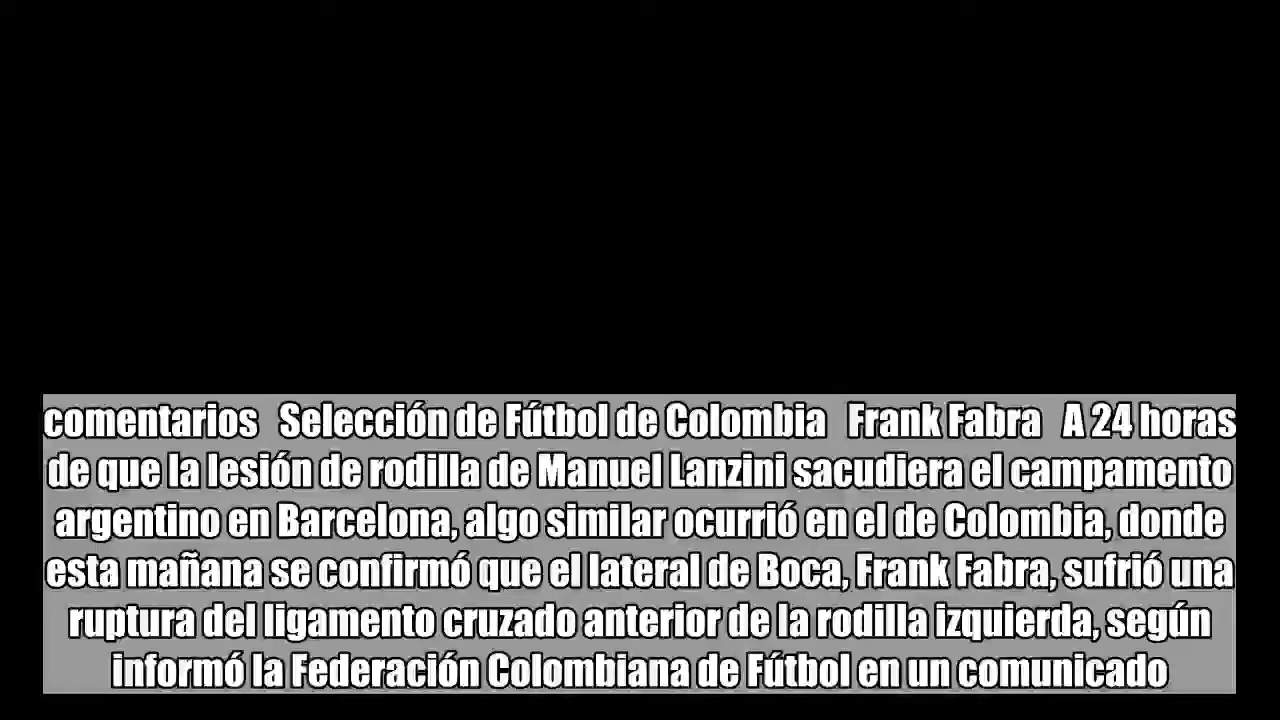 comentarios Selección de Fútbol de Colombia Frank Fabra A 24 horas
de que la lesión de rodilla de Manuel Lanzini sacudiera el campamento
argentino en Barcelona, algo similar ocurrió en el de Colombia, donde
esta mañana se confirmó que el lateral de Boca, Frank Fabra, sufrió una
ruptura del ligamento cruzado anterior de la rodilla izquierda, según
informó la Federación Colombiana de Fútbol en un comunicado